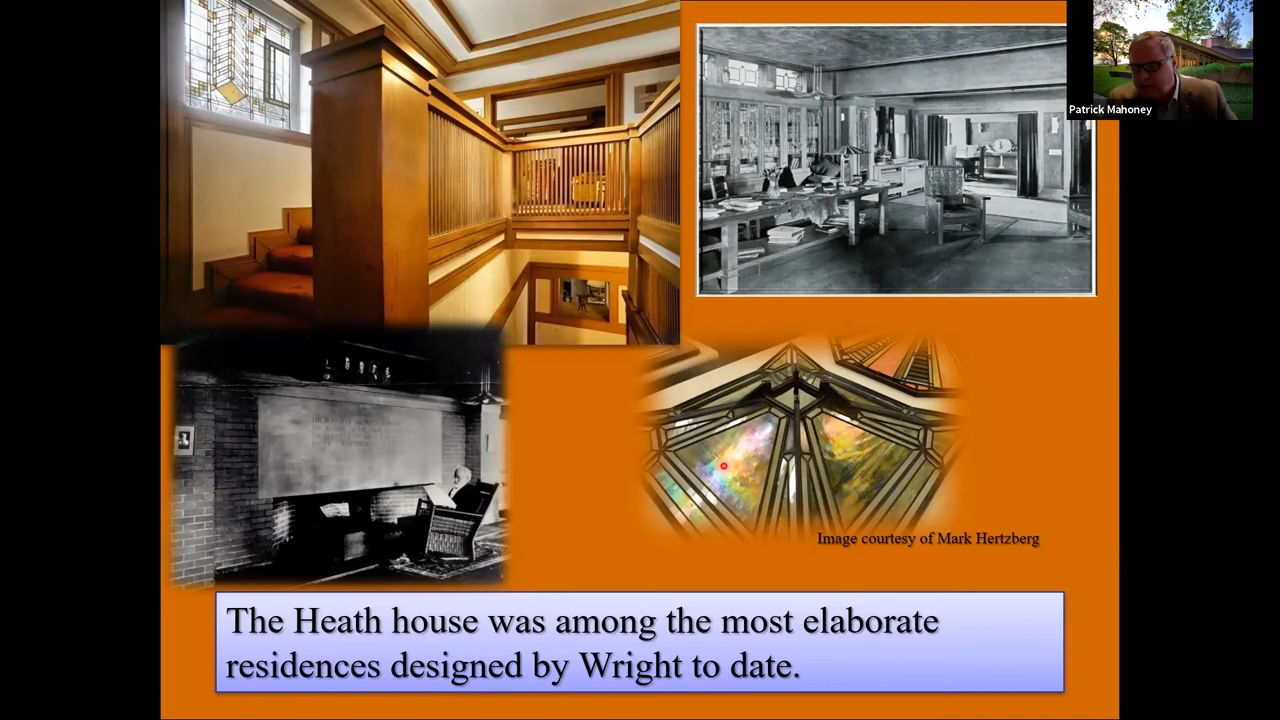 Patrick Mahoney
Image courtesy of Mark Hertzberg
The Heath house was among the most elaborate
residences designed by Wright to date.